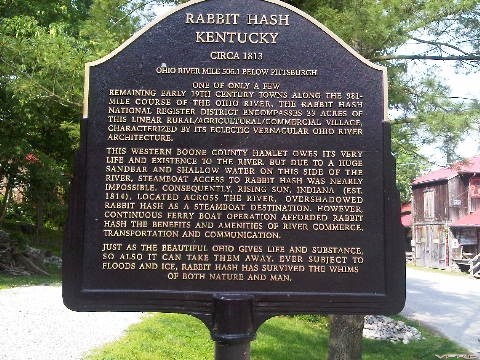 RABBIT HASH
KENTUCKY
CIRCA 1813
OHIO RIVER MILE 506.1 BELOW PITTSBURGH
ONE OF ONLY A FEW
REMAINING EARLY 19TH CENTURY TOWNS ALONG THE 981-
MILE COURSE OF THE OHIO RIVER, THE RABBIT HASH
NATIONAL REGISTER DISTRICT ENCOMPASSES 33 ACRES OF
THIS LINEAR RURAL/AGRICULTURAL/COMMERCIAL VILLAGE,
CHARACTERIZED BY ITS ECLECTIC VERNACULAR OHIO RIVER
ARCHITECTURE.
THIS WESTERN BOONE COUNTY HAMLET OWES ITS VERY
LIFE AND EXISTENCE TO THE RIVER. BUT DUE TO A HUGE
SANDBAR AND SHALLOW WATER ON THIS SIDE OF THE
RIVER, STEAMBOAT ACCESS TO RABBIT HASH WAS NEARLY
IMPOSSIBLE. CONSEQUENTLY, RISING SUN, INDIANA (EST.
1814), LOCATED ACROSS THE RIVER, OVERSHADOWED
RABBIT HASH AS A STEAMBOAT DESTINATION. HOWEVER,
CONTINUOUS FERRY BOAT OPERATION AFFORDED RABBIT
HASH THE BENEFITS AND AMENITIES OF RIVER COMMERCE,
TRANSPORTATION AND COMMUNICATION.
JUST AS THE BEAUTIFUL OHIO GIVES LIFE AND SUBSTANCE,
SO ALSO IT CAN TAKE THEM AWAY. EVER SUBJECT TO
FLOODS AND ICE, RABBIT HASH HAS SURVIVED THE WHIMS
OF BOTH NATURE AND MAN.